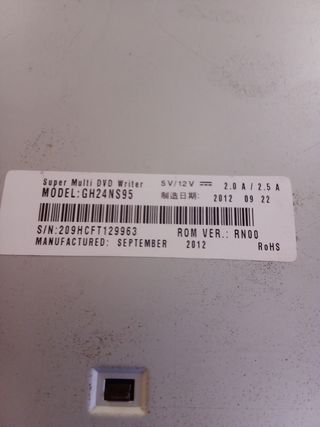 Super Multi DVD Writer 5V/12V ⎓ 2.0 A / 2.5 A
MODEL:GH24NS95 制造日期: 2012 09 22
S/N:209HCFT129963 ROM VER.: RN00
MANUFACTURED: SEPTEMBER 2012 RoHS